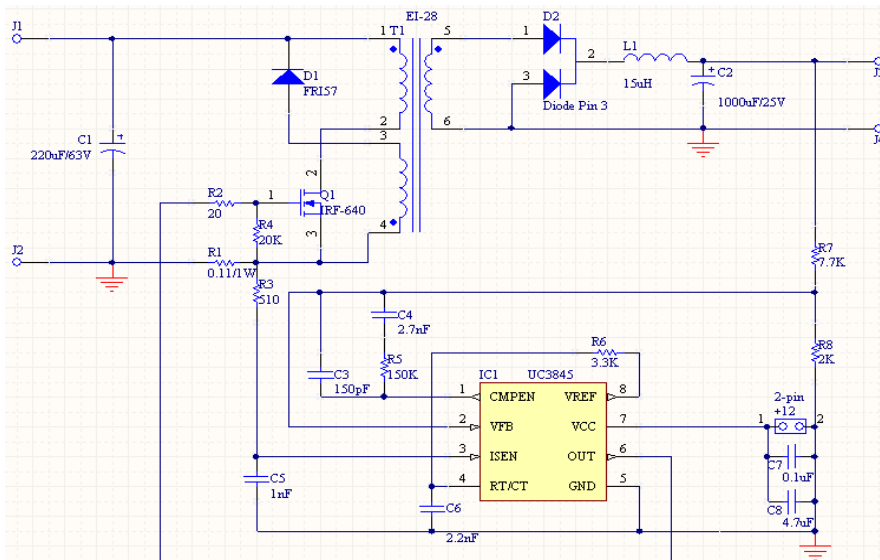 EI-28
J1
1
T1
5
D2
1
2
L1
15uH
D1
FRI57
3
Diode Pin 3
C2
1000uF/25V
C1
220uF/63V
2
3
6
2
R2
20
1
Q1
IRF-640
R4
20K
3
4
J2
R1
0.11/1W
R3
510
R7
7.7K
C4
2.7nF
R6
3.3K
R8
2K
R5
150K
C3
150pF
IC1
UC3845
1
CMPEN
VREF
8
2-pin
+12
1
2
2
VFB
VCC
7
3
ISEN
OUT
6
C7
0.1uF
C5
1nF
4
RT/CT
GND
5
C6
2.2nF
C8
4.7uF